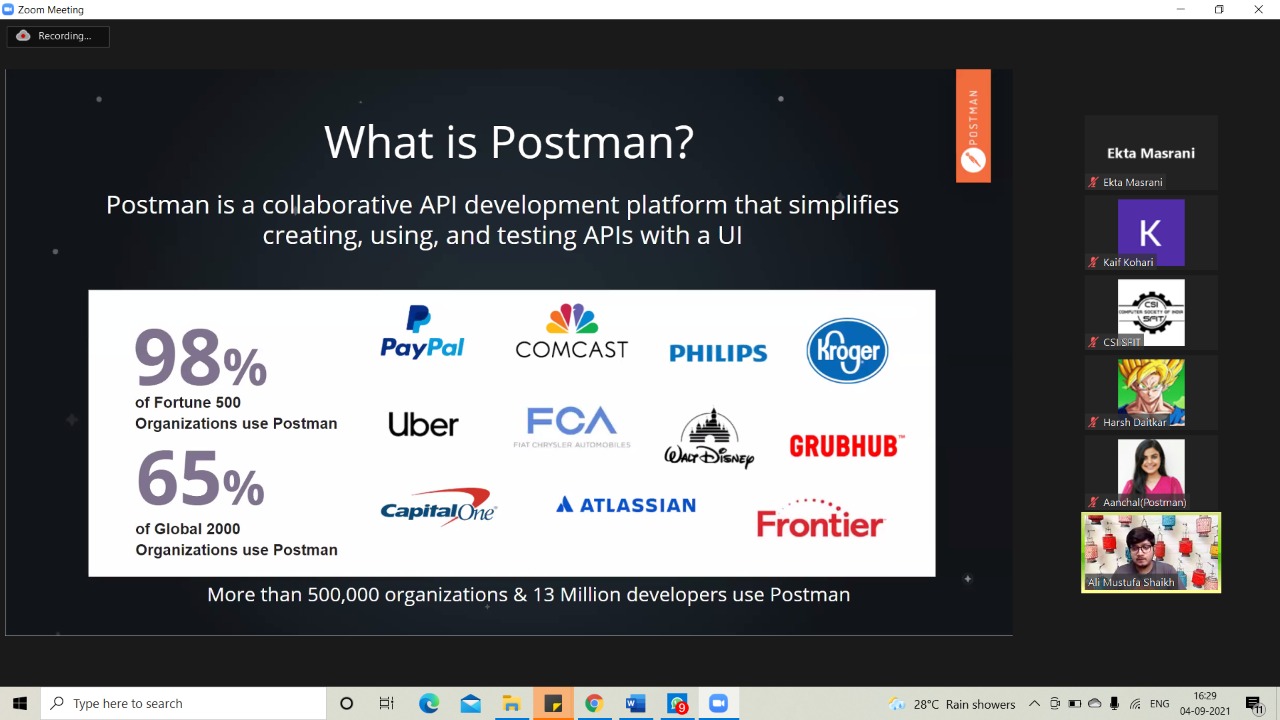 Zoom Meeting
Recording...
POSTMAN
What is Postman?
Postman is a collaborative API development platform that simplifies
creating, using, and testing APIs with a UI
98%
of Fortune 500
Organizations use Postman
65%
of Global 2000
Organizations use Postman
PayPal
COMCAST
PHILIPS
Kroger
Uber
FCA
FIAT CHRYSLER AUTOMOBILES
WALT DISNEY
GRUBHUB™
Capital One
ATLASSIAN
Frontier
More than 500,000 organizations & 13 Million developers use Postman
Ekta Masrani
Ekta Masrani
K
Kaif Kohari
CSI
COMPUTER SOCIETY OF INDIA
SFIT
CSI SFIT
Harsh Daitkar
Aanchal(Postman)
Ali Mustufa Shaikh
Type here to search
9
28°C Rain showers
ENG
16:29
04-09-2021
11